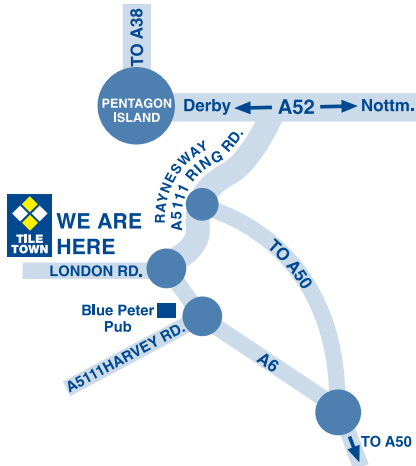 TO A38
PENTAGON
ISLAND
Derby
A52
Nottm.
RAYNESWAY
A5111 RING RD.
TILE
TOWN
WE ARE
HERE
LONDON RD.
TO A50
Blue Peter
Pub
A5111HARVEY RD.
A6
TO A50